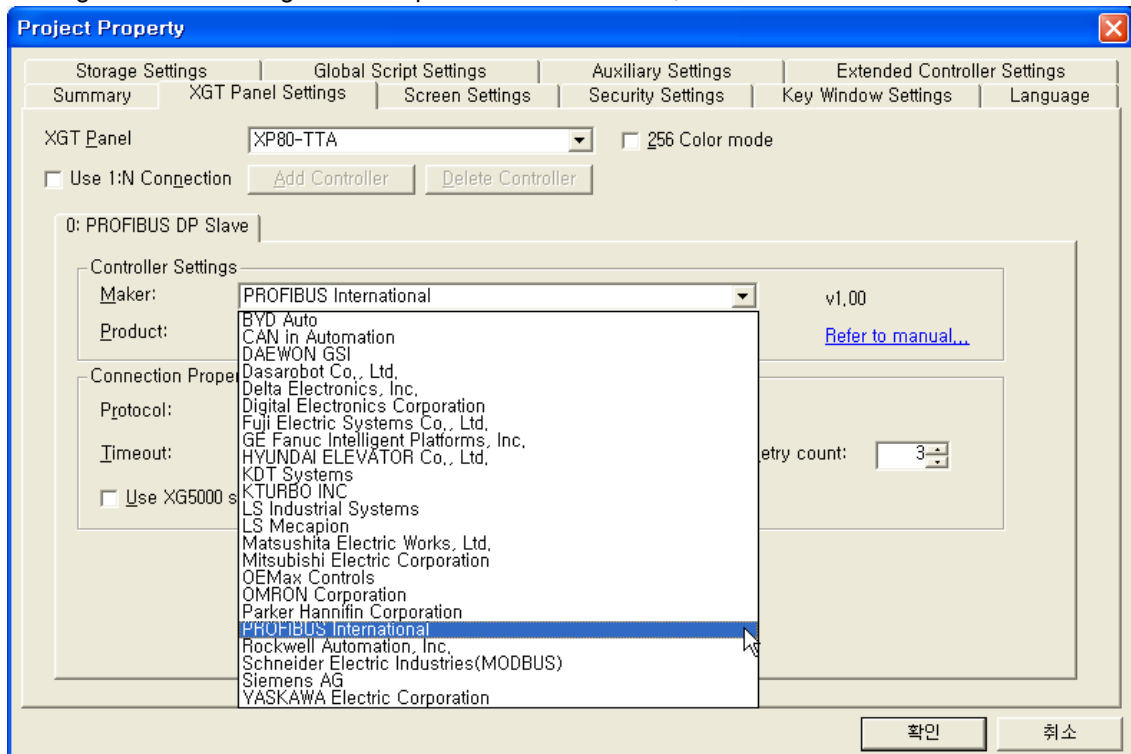 Project Property
Storage Settings Global Script Settings Auxiliary Settings Extended Controller Settings
Summary XGT Panel Settings Screen Settings Security Settings Key Window Settings Language
XGT Panel XP80-TTA 256 Color mode
Use 1:N Connection Add Controller Delete Controller
0: PROFIBUS DP Slave
Controller Settings
Maker: PROFIBUS International v1,00
Product: Refer to manual,,,
BYD Auto
CAN in Automation
DAEWON GSI
Dasarobot Co,, Ltd,
Delta Electronics, Inc,
Digital Electronics Corporation
Fuji Electric Systems Co,, Ltd,
GE Fanuc Intelligent Platforms, Inc,
HYUNDAI ELEVATOR Co,, Ltd,
KDT Systems
KTURBO INC
LS Industrial Systems
LS Mecapion
Matsushita Electric Works, Ltd,
Mitsubishi Electric Corporation
OEMax Controls
OMRON Corporation
Parker Hannifin Corporation
PROFIBUS International
Rockwell Automation, Inc,
Schneider Electric Industries(MODBUS)
Siemens AG
YASKAWA Electric Corporation
Connection Proper
Protocol:
Timeout: etry count: 3
Use XG5000 s
확인 취소